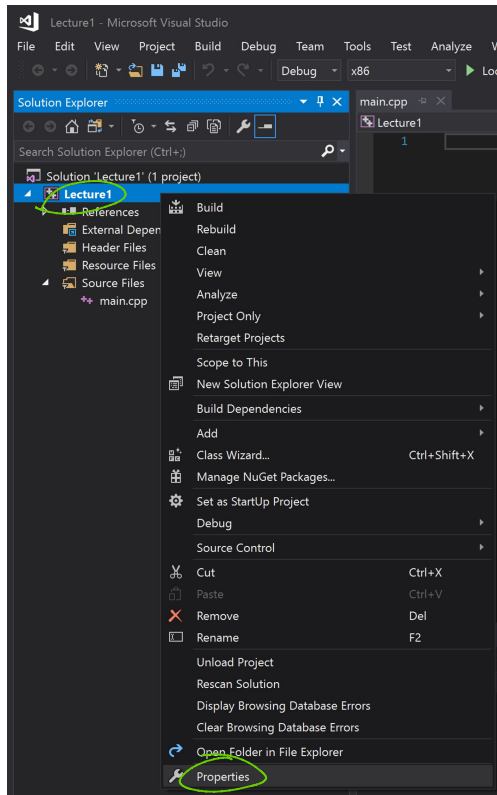 Lecture1 - Microsoft Visual Studio
File Edit View Project Build Debug Team Tools Test Analyze
Debug x86
Solution Explorer
main.cpp
Lecture1
1
Search Solution Explorer (Ctrl+;)
Solution 'Lecture1' (1 project)
Lecture1
References
External Depen
Header Files
Resource Files
Source Files
main.cpp
Build
Rebuild
Clean
View
Analyze
Project Only
Retarget Projects
Scope to This
New Solution Explorer View
Build Dependencies
Add
Class Wizard... Ctrl+Shift+X
Manage NuGet Packages...
Set as StartUp Project
Debug
Source Control
Cut Ctrl+X
Paste Ctrl+V
Remove Del
Rename F2
Unload Project
Rescan Solution
Display Browsing Database Errors
Clear Browsing Database Errors
Open Folder in File Explorer
Properties